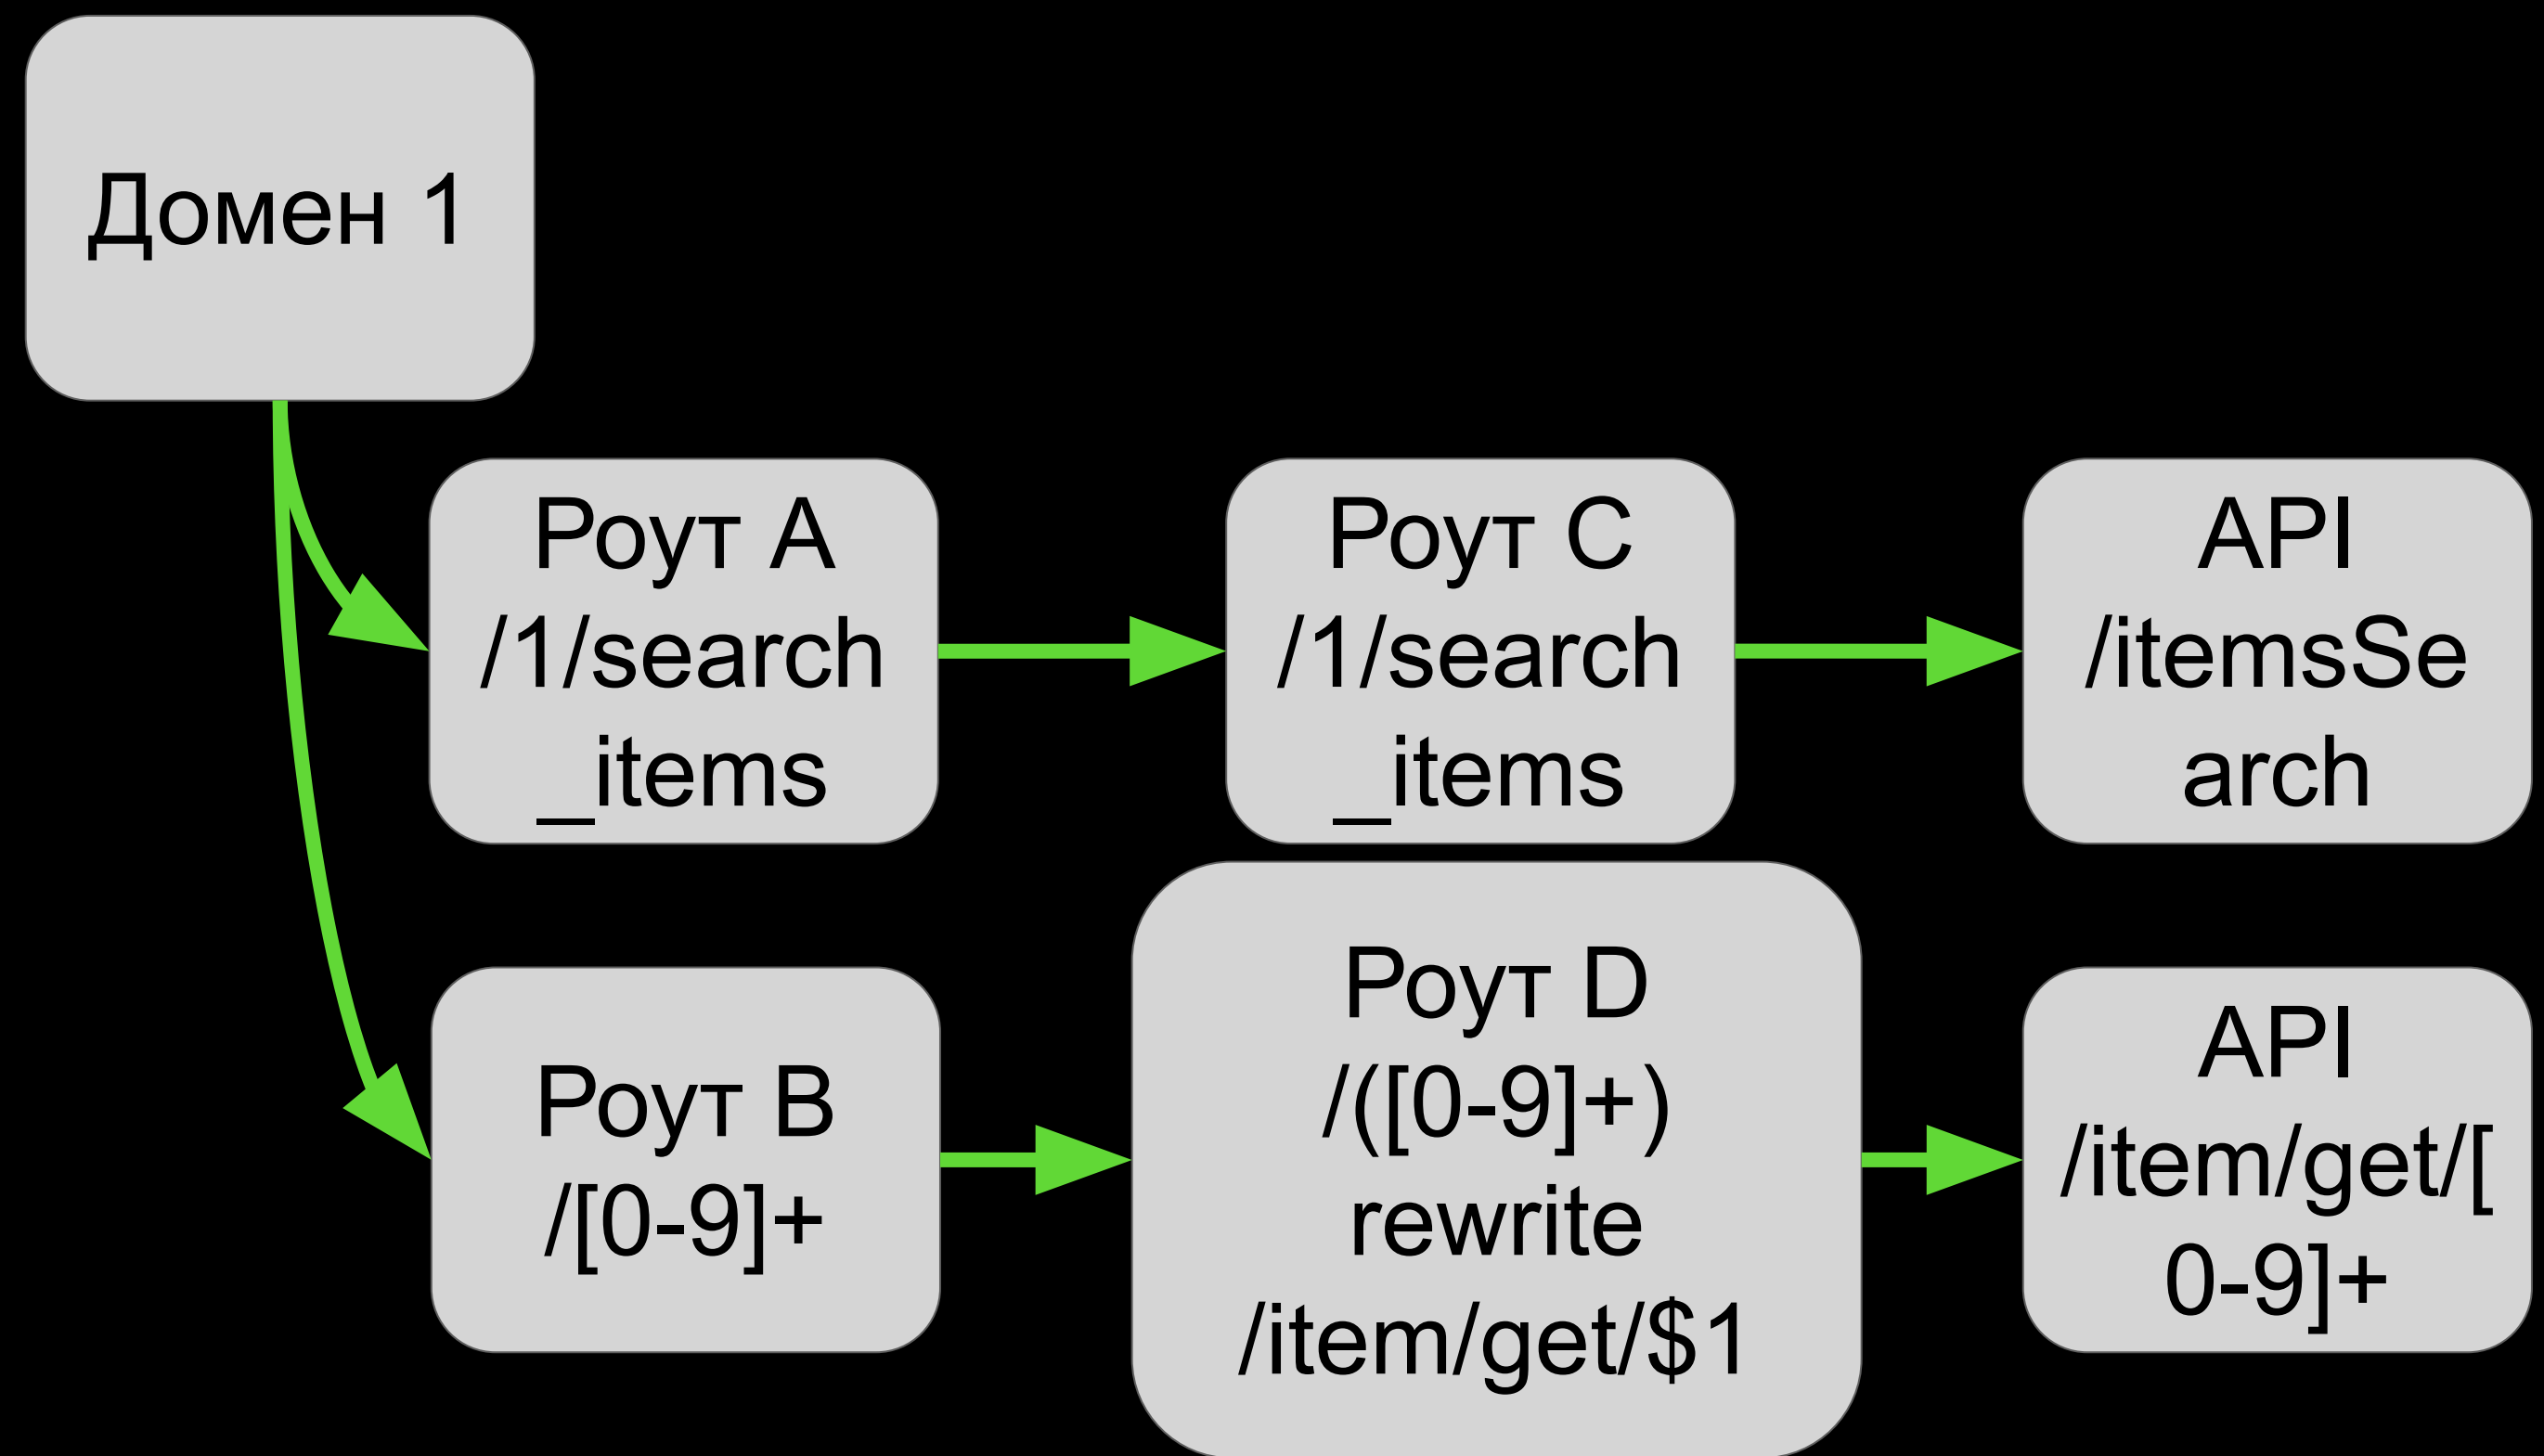 Домен 1
Роут A
/1/search
_items
Роут C
/1/search
_items
API
/itemsSe
arch
Роут B
/[0-9]+
Роут D
/([0-9]+)
rewrite
/item/get/$1
API
/item/get/[
0-9]+